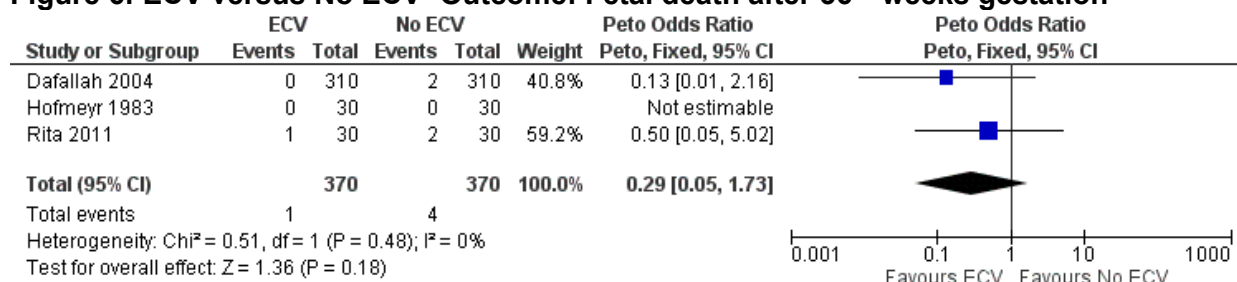 ECV No ECV Peto Odds Ratio Peto Odds Ratio
Study or Subgroup Events Total Events Total Weight Peto, Fixed, 95% CI Peto, Fixed, 95% CI
Dafallah 2004 0 310 2 310 40.8% 0.13 [0.01, 2.16]
Hofmeyr 1983 0 30 0 30 Not estimable
Rita 2011 1 30 2 30 59.2% 0.50 [0.05, 5.02]
Total (95% CI) 370 370 100.0% 0.29 [0.05, 1.73]
Total events 1 4
Heterogeneity: Chi² = 0.51, df = 1 (P = 0.48); I² = 0%
Test for overall effect: Z = 1.36 (P = 0.18)
0.001 0.1 1 10 1000
Favours ECV Favours No ECV